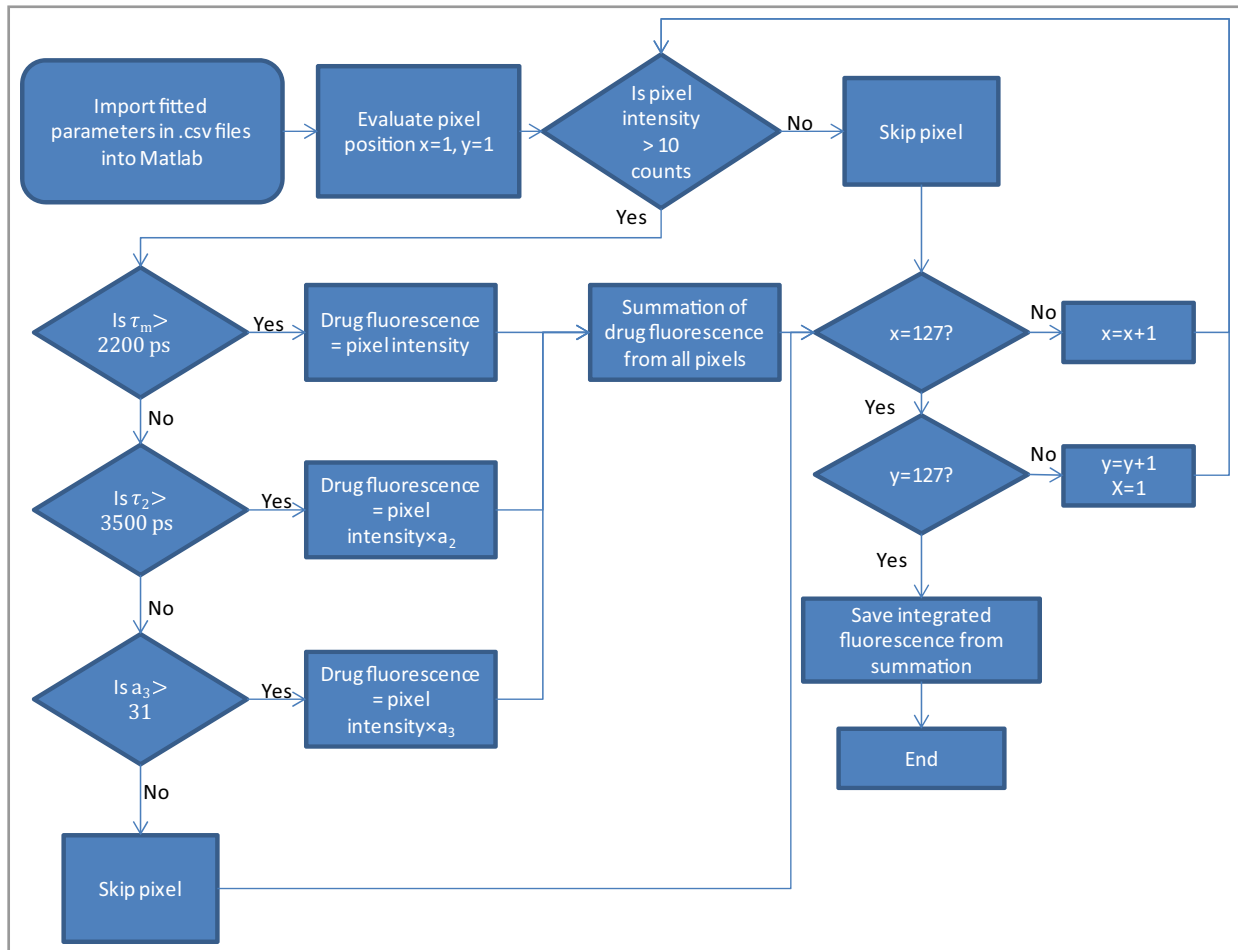 Import fitted
parameters in .csv files
into Matlab
Evaluate pixel
position x=1, y=1
Is pixel
intensity
> 10
counts
No
Skip pixel
Yes
Is τₘ>
2200 ps
Yes
Drug fluorescence
= pixel intensity
Summation of
drug fluorescence
from all pixels
x=127?
No
x=x+1
No
Yes
Is τ₂>
3500 ps
Yes
Drug fluorescence
= pixel
intensity×a₂
y=127?
No
y=y+1
X=1
No
Yes
Is a₃>
31
Yes
Drug fluorescence
= pixel
intensity×a₃
Save integrated
fluorescence from
summation
End
No
Skip pixel